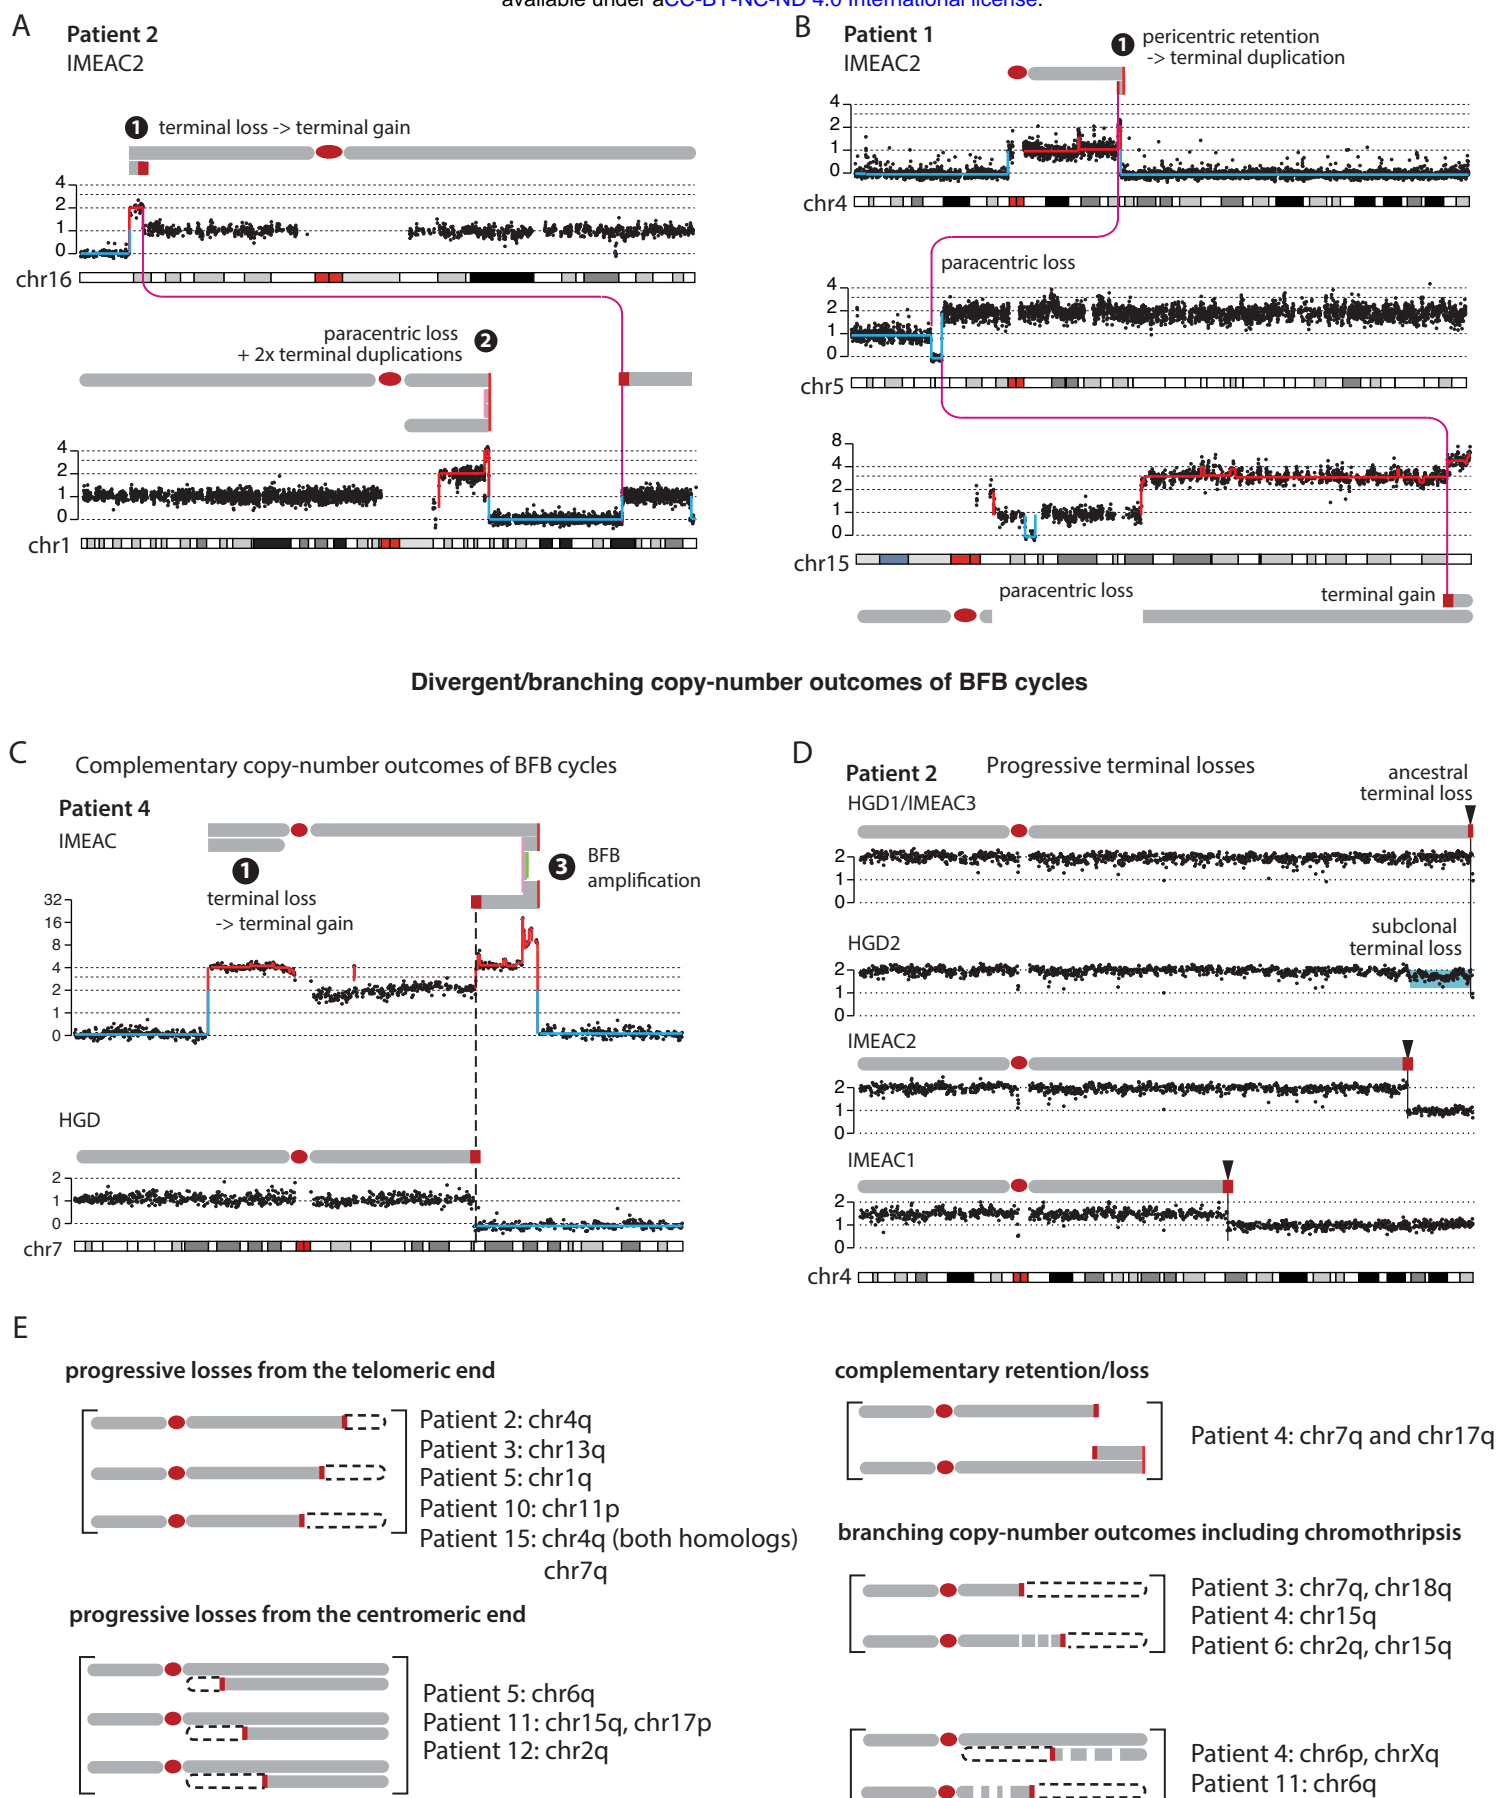 available under aCC-BY-NC-ND 4.0 International license.
A
Patient 2
IMEAC2
1 terminal loss -> terminal gain
4
2
1
0
chr16
paracentric loss
+ 2x terminal duplications
2
4
2
1
0
chr1
B
Patient 1
IMEAC2
1 pericentric retention
-> terminal duplication
4
2
1
0
chr4
paracentric loss
4
2
1
0
chr5
8
4
2
1
0
chr15
paracentric loss
terminal gain
Divergent/branching copy-number outcomes of BFB cycles
C
Complementary copy-number outcomes of BFB cycles
Patient 4
IMEAC
1
terminal loss
-> terminal gain
3 BFB
amplification
32
16
8
4
2
1
0
HGD
2
1
0
chr7
D
Patient 2
Progressive terminal losses
HGD1/IMEAC3
ancestral
terminal loss
2
1
0
HGD2
subclonal
terminal loss
2
1
0
IMEAC2
2
1
0
IMEAC1
2
1
0
chr4
E
progressive losses from the telomeric end
Patient 2: chr4q
Patient 3: chr13q
Patient 5: chr1q
Patient 10: chr11p
Patient 15: chr4q (both homologs)
chr7q
progressive losses from the centromeric end
Patient 5: chr6q
Patient 11: chr15q, chr17p
Patient 12: chr2q
complementary retention/loss
Patient 4: chr7q and chr17q
branching copy-number outcomes including chromothripsis
Patient 3: chr7q, chr18q
Patient 4: chr15q
Patient 6: chr2q, chr15q
Patient 4: chr6p, chrXq
Patient 11: chr6q